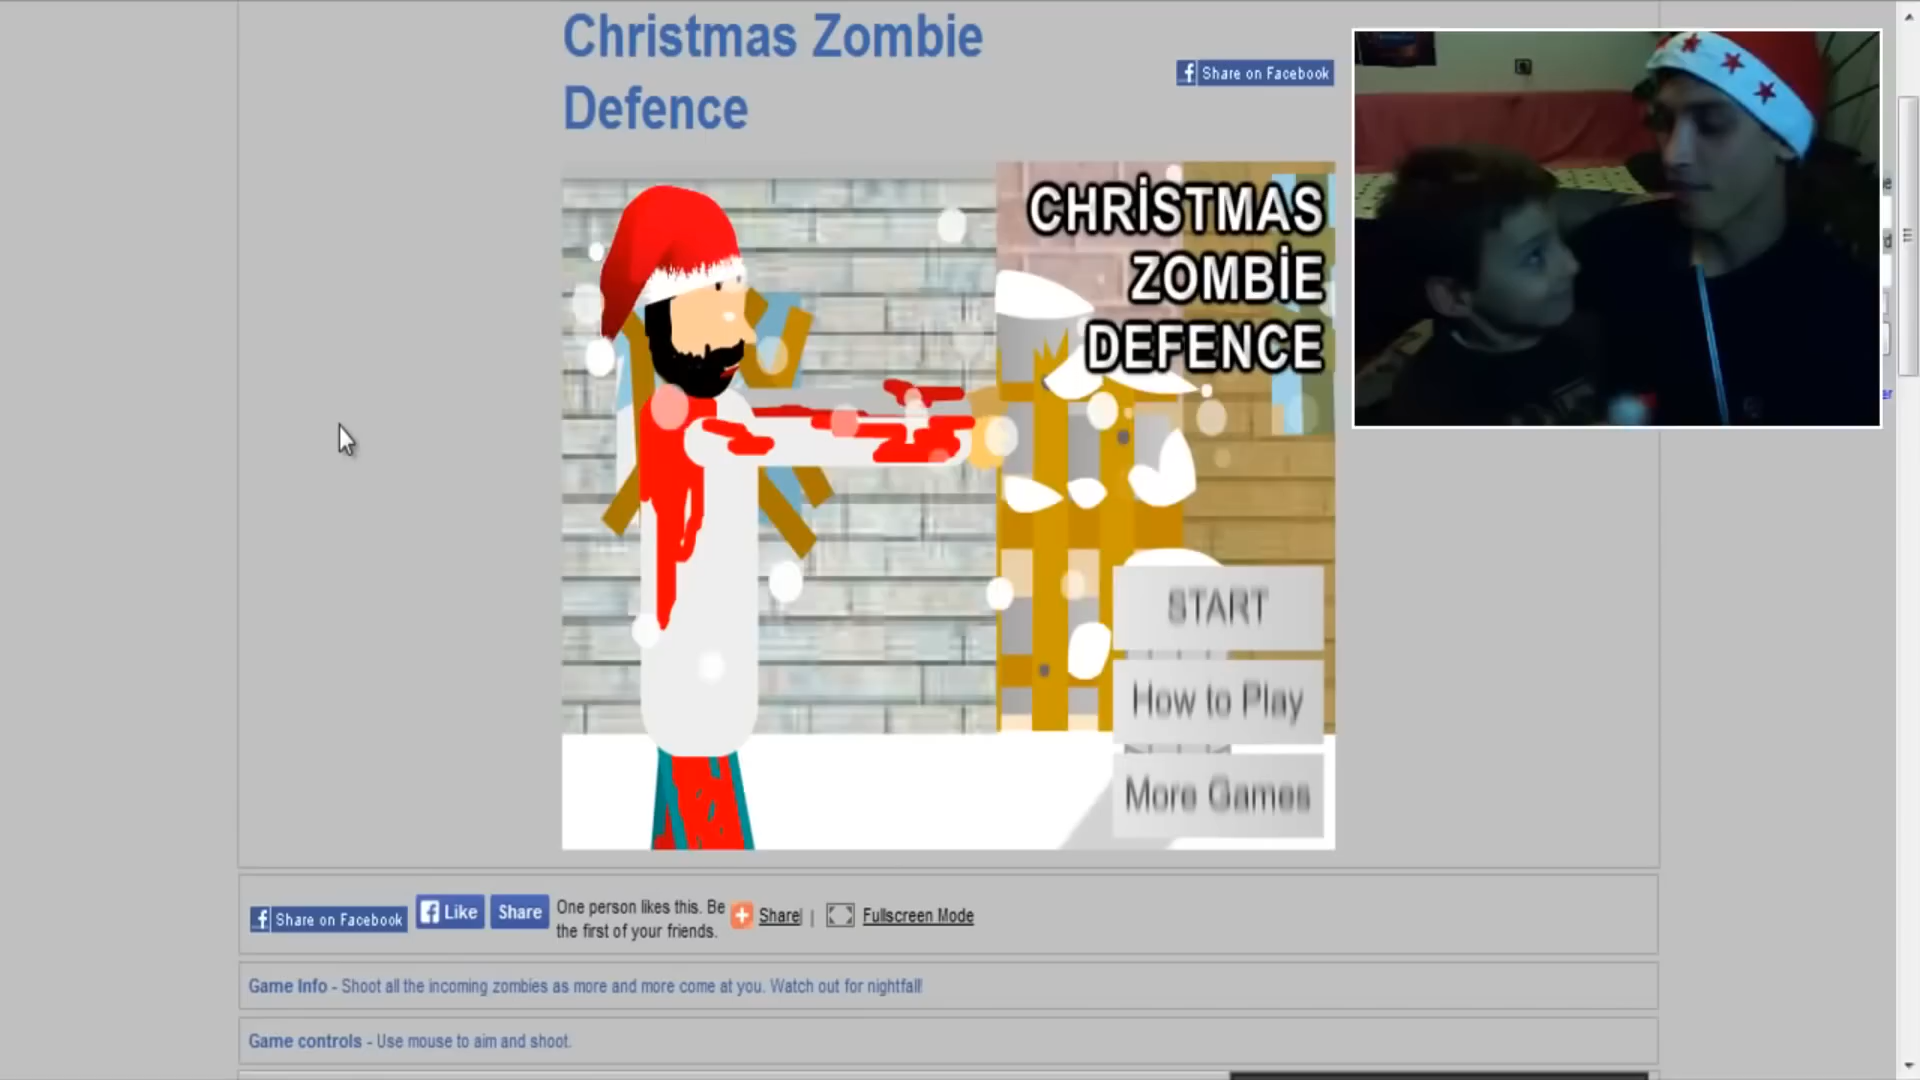 Christmas Zombie
Defence
Share on Facebook
CHRİSTMAS
ZOMBİE
DEFENCE
START
How to Play
More Games
Share on Facebook
Like
Share
One person likes this. Be
the first of your friends.
Share
|
Fullscreen Mode
Game Info - Shoot all the incoming zombies as more and more come at you. Watch out for nightfall!
Game controls - Use mouse to aim and shoot.